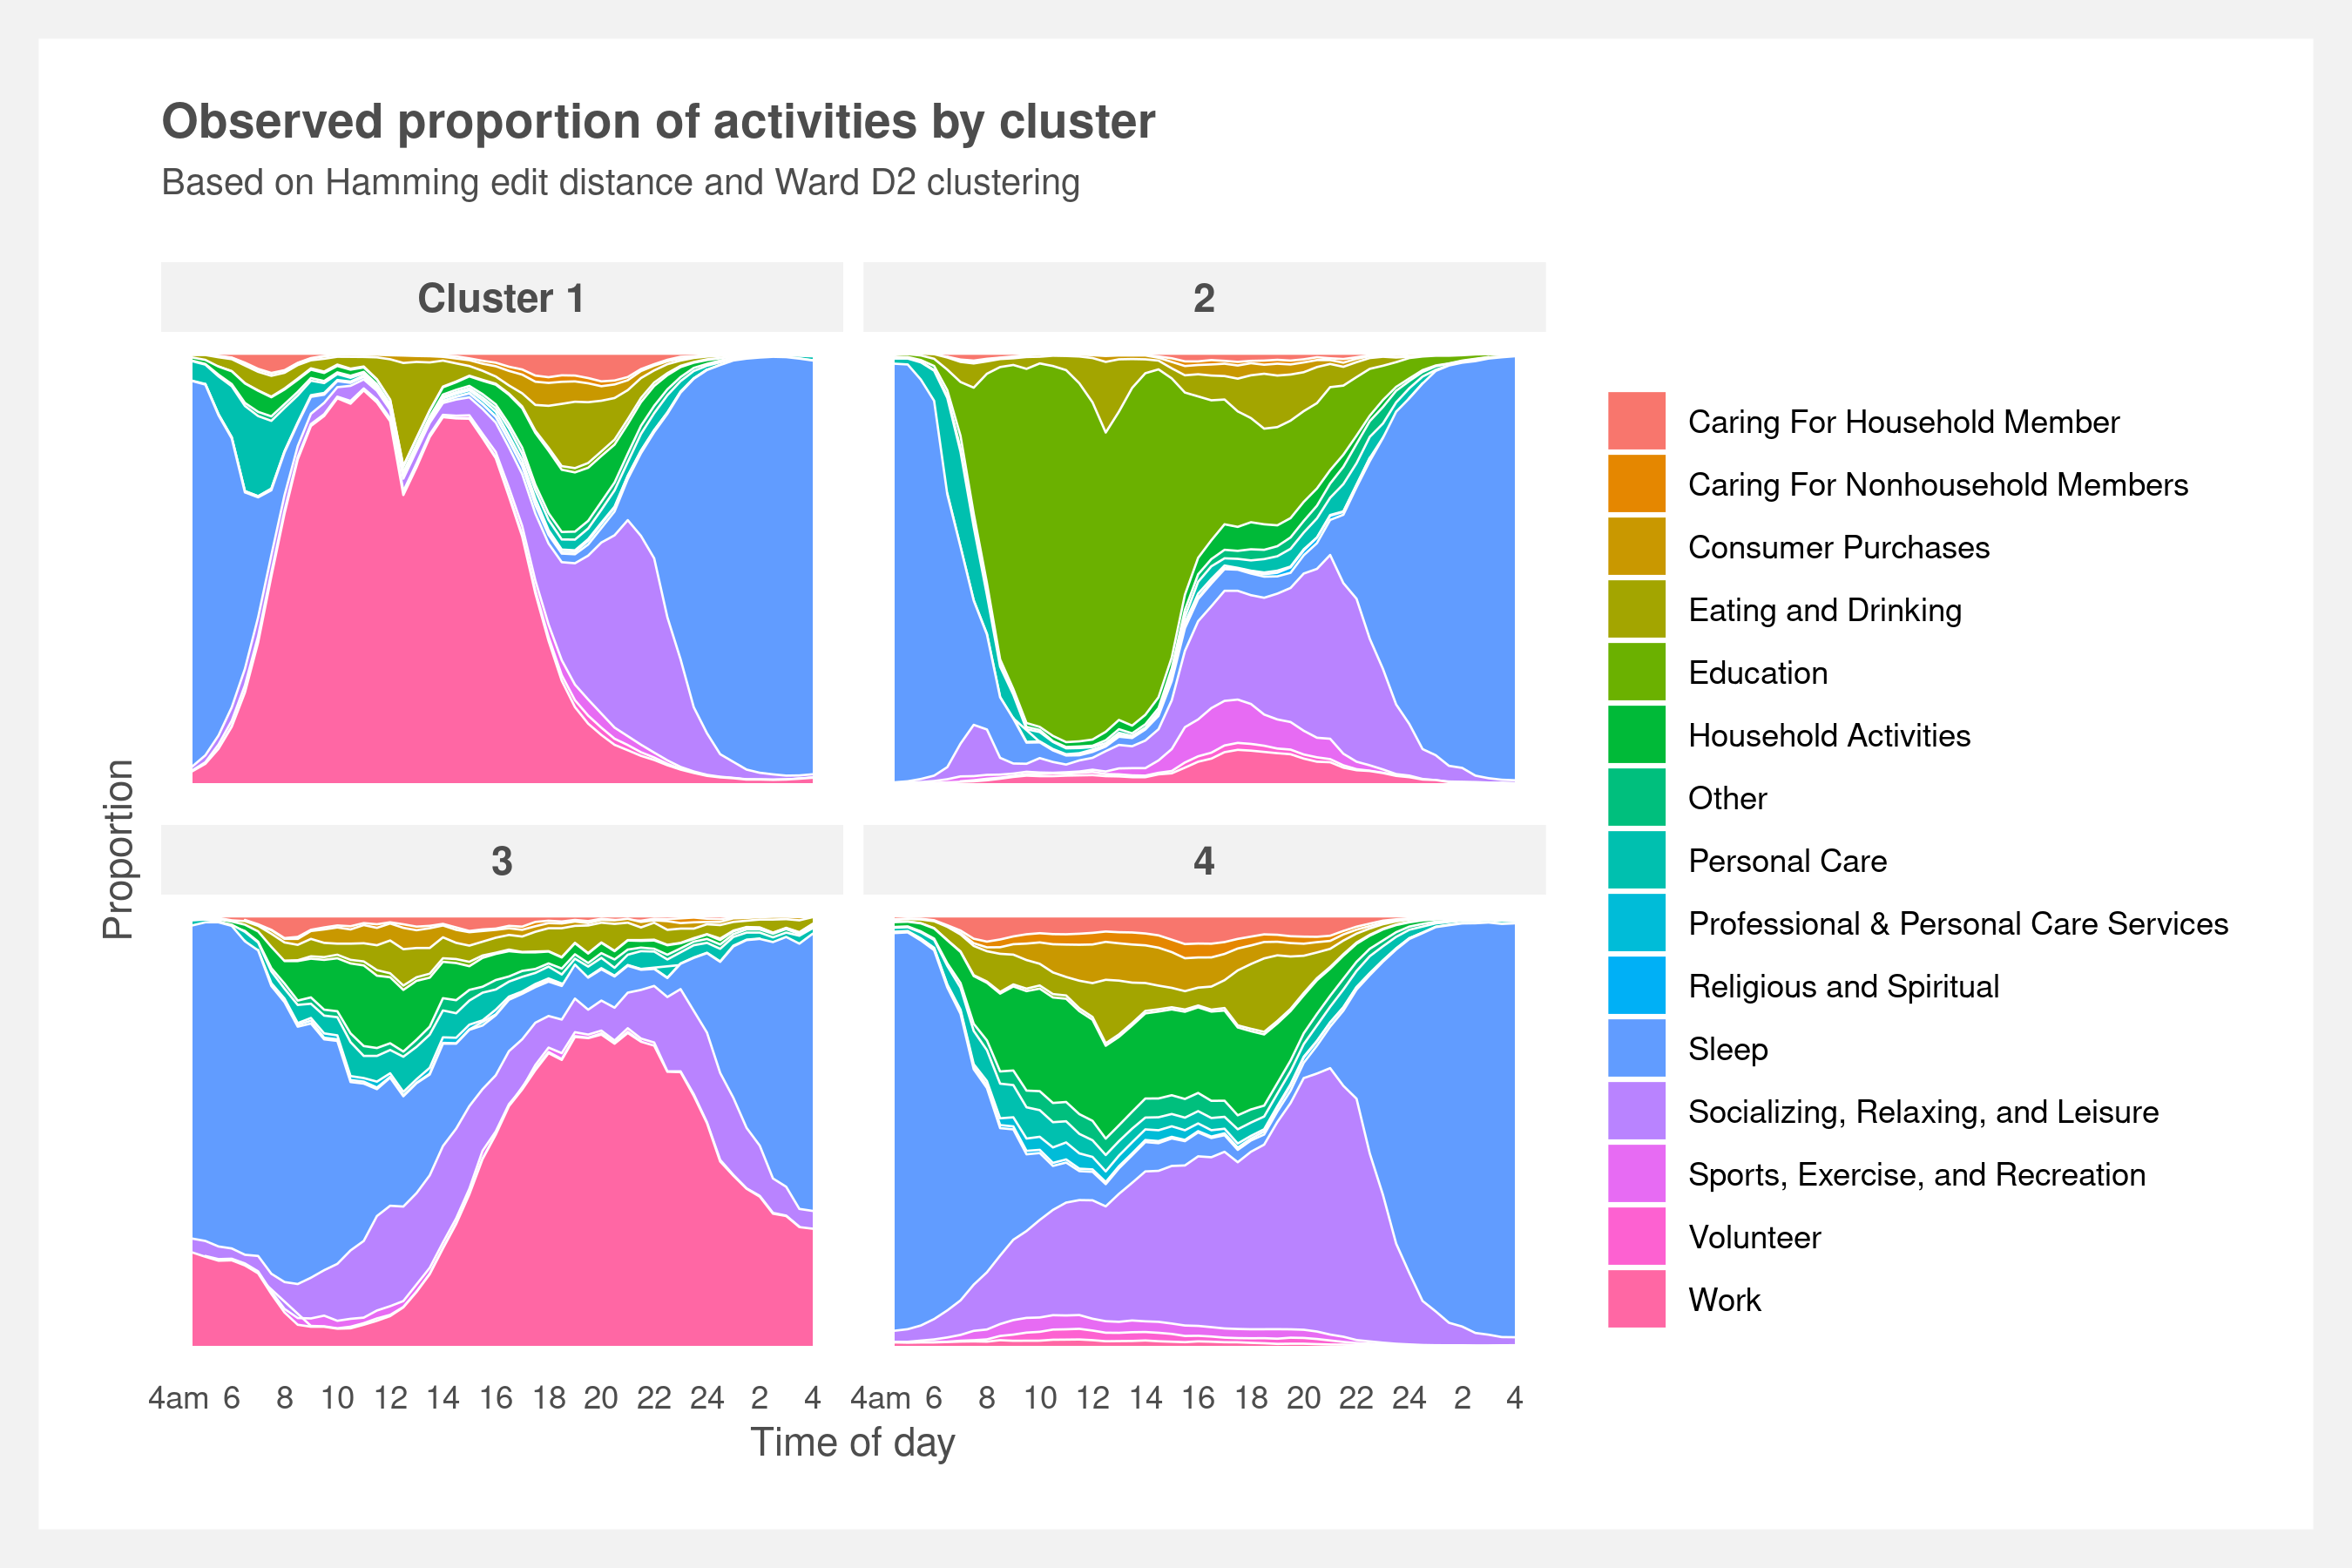 Observed proportion of activities by cluster
Based on Hamming edit distance and Ward D2 clustering
Cluster 1
2
3
4
Proportion
4am 6 8 10 12 14 16 18 20 22 24 2 4
4am 6 8 10 12 14 16 18 20 22 24 2 4
Time of day
Caring For Household Member
Caring For Nonhousehold Members
Consumer Purchases
Eating and Drinking
Education
Household Activities
Other
Personal Care
Professional & Personal Care Services
Religious and Spiritual
Sleep
Socializing, Relaxing, and Leisure
Sports, Exercise, and Recreation
Volunteer
Work